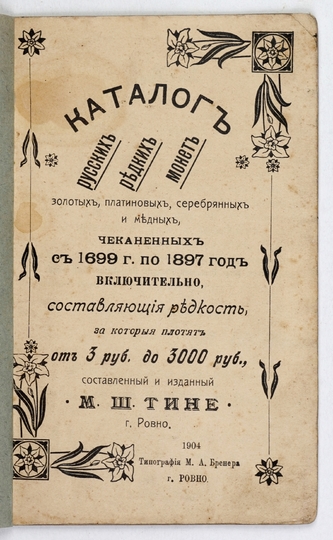 КАТАЛОГЪ
русскихъ
рѣдкихъ
монетъ
золотыхъ, платиновыхъ, серебрянныхъ
и мѣдныхъ,
ЧЕКАНЕННЫХЪ
съ 1699 г. по 1897 годъ
ВКЛЮЧИТЕЛЬНО,
составляющія рѣдкость,
за которыя плотятъ
отъ 3 руб. до 3000 руб.,
составленный и изданный
· М. Ш. ТИНЕ ·
г. Ровно.
1904
Типографія М. А. Бренера
г. РОВНО.